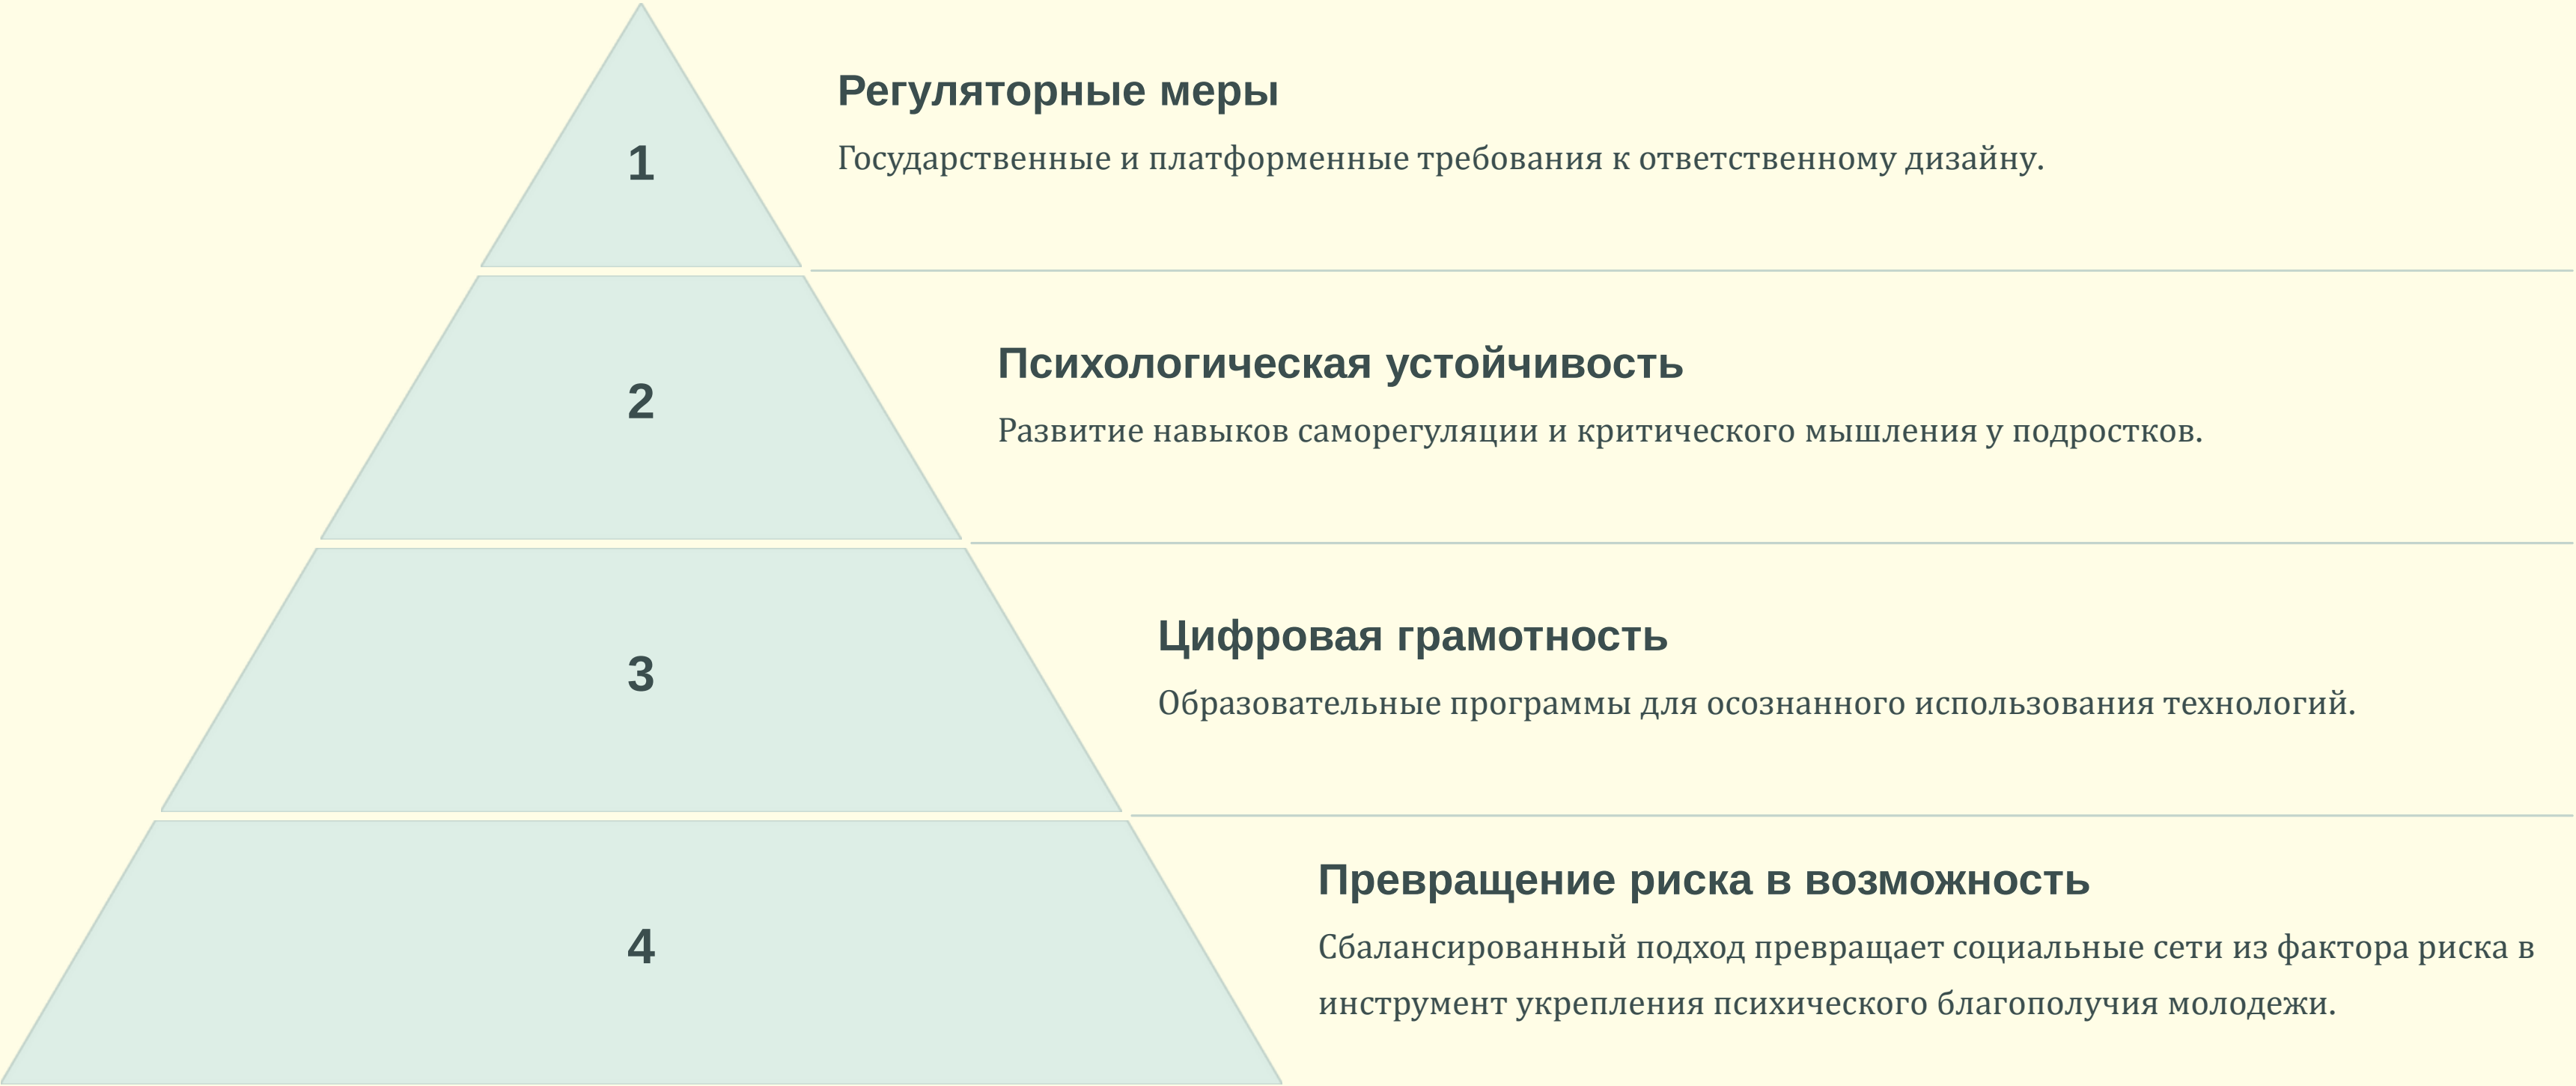 1
Регуляторные меры
Государственные и платформенные требования к ответственному дизайну.
2
Психологическая устойчивость
Развитие навыков саморегуляции и критического мышления у подростков.
3
Цифровая грамотность
Образовательные программы для осознанного использования технологий.
4
Превращение риска в возможность
Сбалансированный подход превращает социальные сети из фактора риска в
инструмент укрепления психического благополучия молодежи.